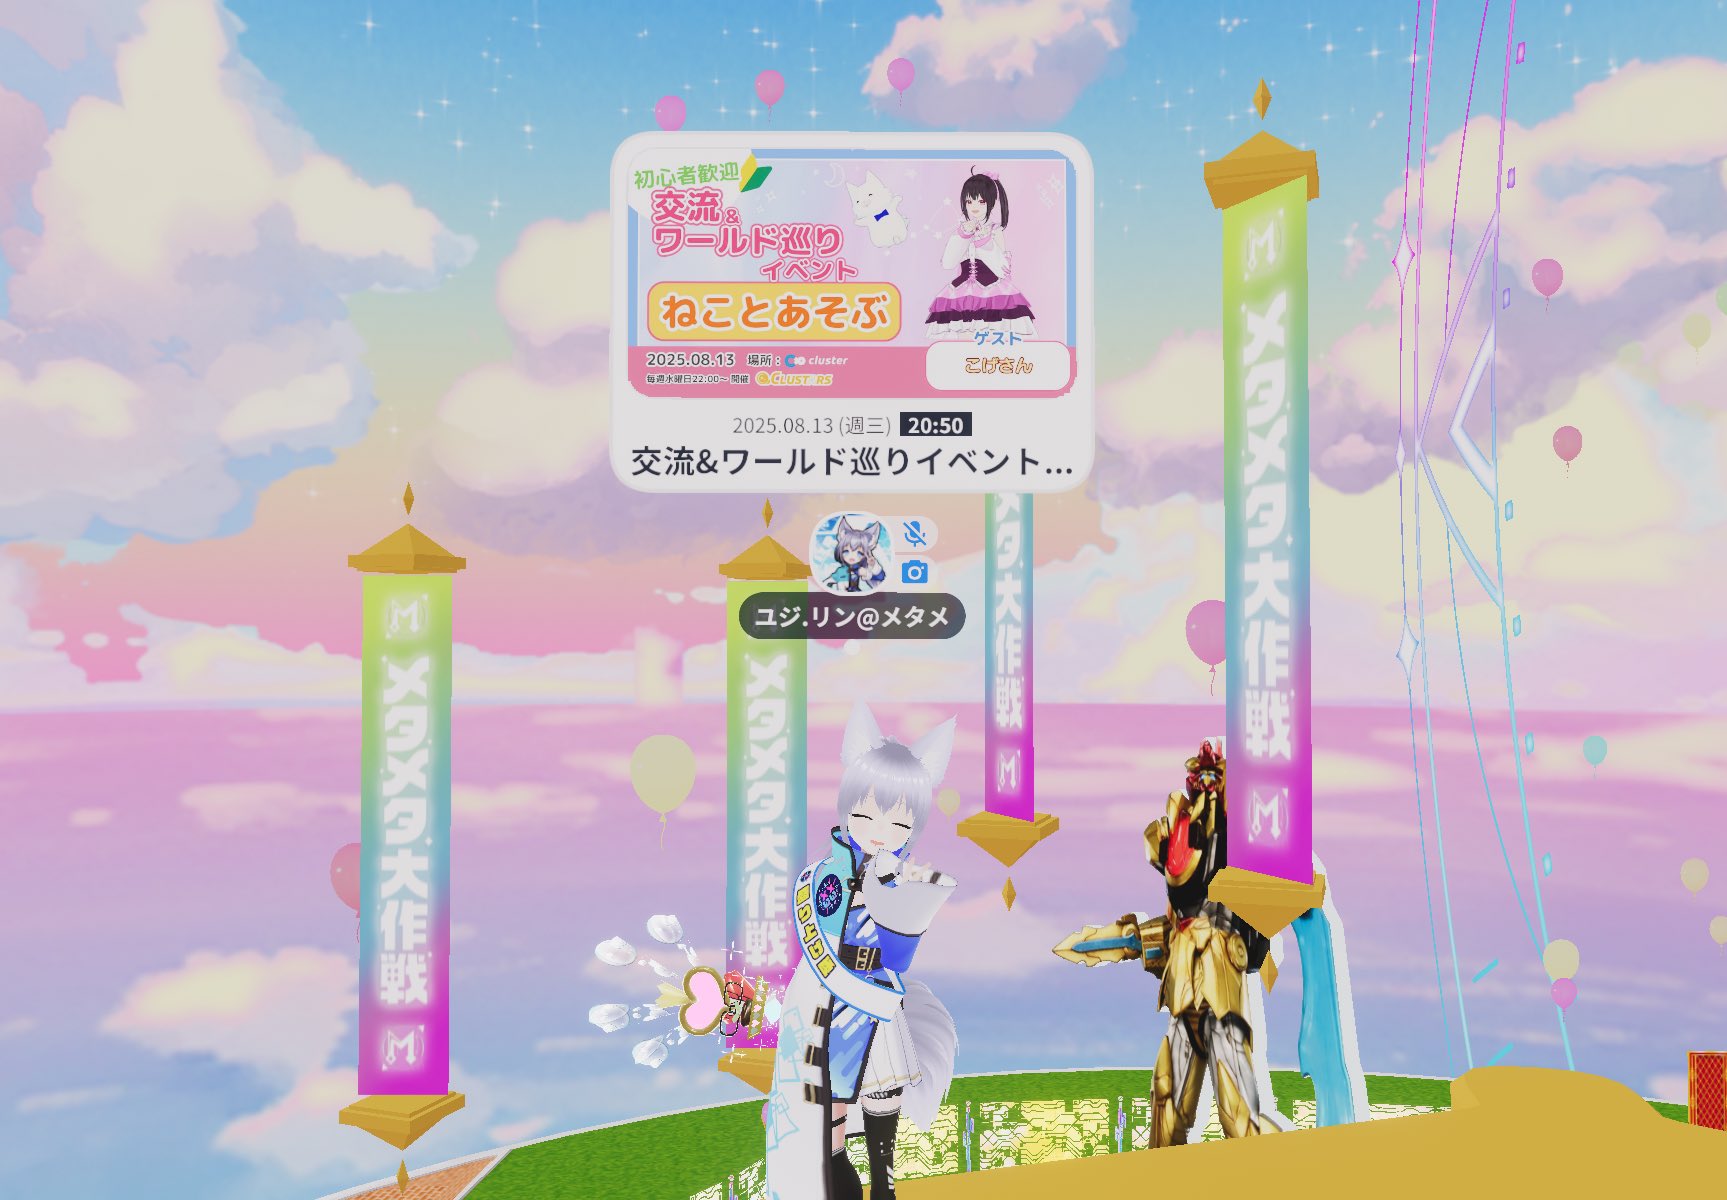 初心者歓迎
交流&
ワールド巡り
イベント
ねことあそぶ
2025.08.13 場所: cluster
毎週水曜日22:00〜開催 CLUSTERS
ゲスト
こげさん
2025.08.13 (週三) 20:50
交流&ワールド巡りイベント...
ユジ.リン@メタメ
M メタメタ大作戦 M
メタメタ大作戦
タ大作戦 M
M メタメタ大作戦 M